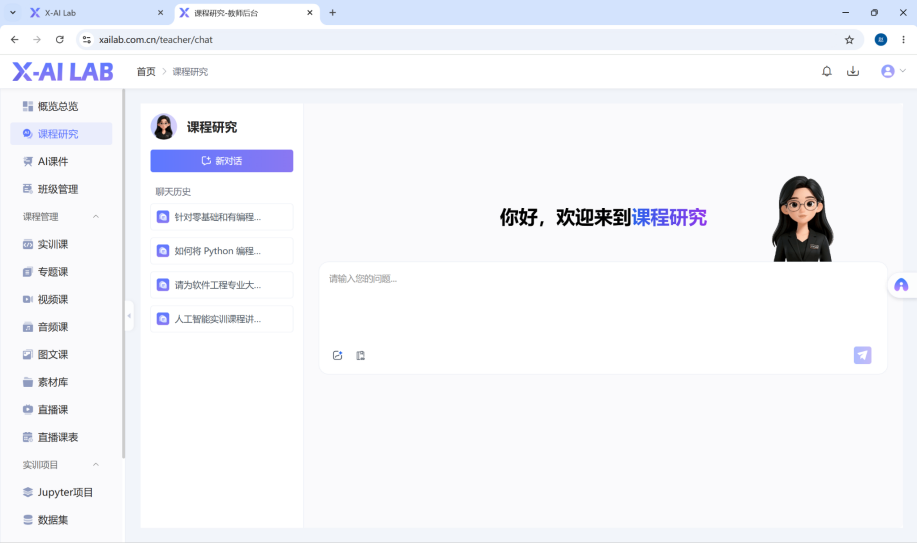 X-AI Lab
课程研究-教师后台
xailab.com.cn/teacher/chat
X-AI LAB
首页 > 课程研究
概览总览
课程研究
AI课件
班级管理
课程管理
实训课
专题课
视频课
音频课
图文课
素材库
直播课
直播课表
实训项目
Jupyter项目
数据集
课程研究
新对话
聊天历史
针对零基础和有编程...
如何将 Python 编程...
请为软件工程专业大...
人工智能实训课程讲...
你好，欢迎来到课程研究
请输入您的问题...